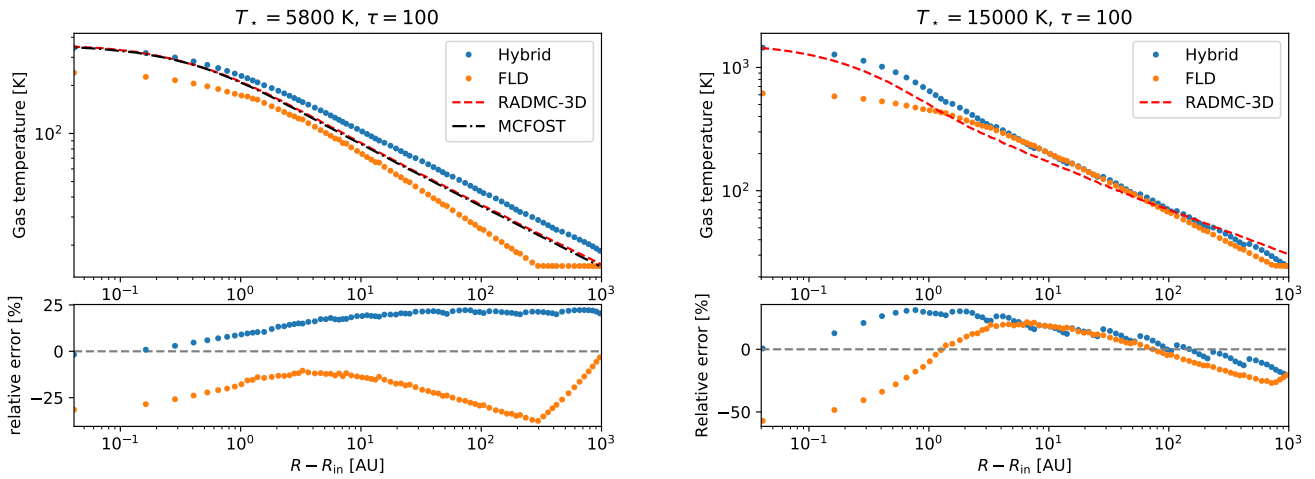 T⋆ = 5800 K, τ = 100
Gas temperature [K]
10²
Hybrid
FLD
RADMC-3D
MCFOST
10⁻¹ 10⁰ 10¹ 10² 10³
relative error [%]
25
0
−25
10⁻¹ 10⁰ 10¹ 10² 10³
R − R_in [AU]
T⋆ = 15000 K, τ = 100
Gas temperature [K]
10³
10²
Hybrid
FLD
RADMC-3D
10⁻¹ 10⁰ 10¹ 10² 10³
Relative error [%]
0
−50
10⁻¹ 10⁰ 10¹ 10² 10³
R − R_in [AU]